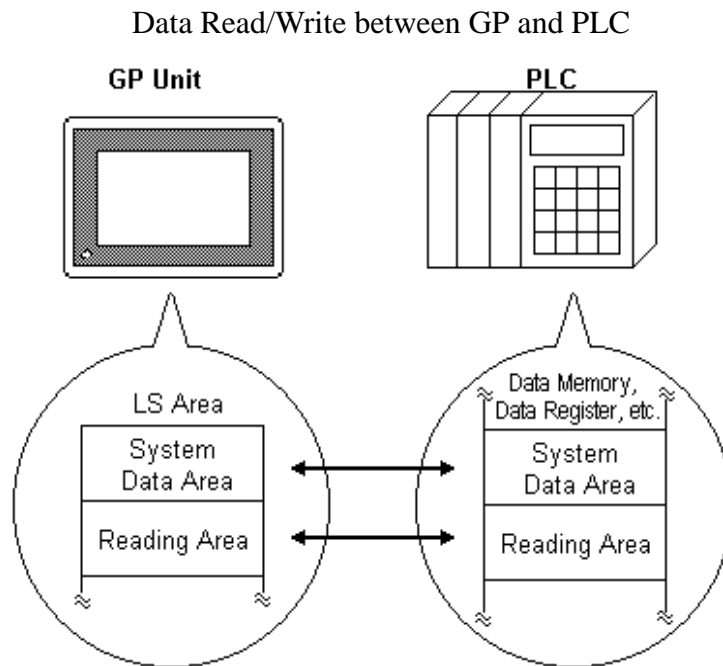 Data Read/Write between GP and PLC
GP Unit
PLC
LS Area
System
Data Area
Reading Area
Data Memory,
Data Register, etc.
System
Data Area
Reading Area